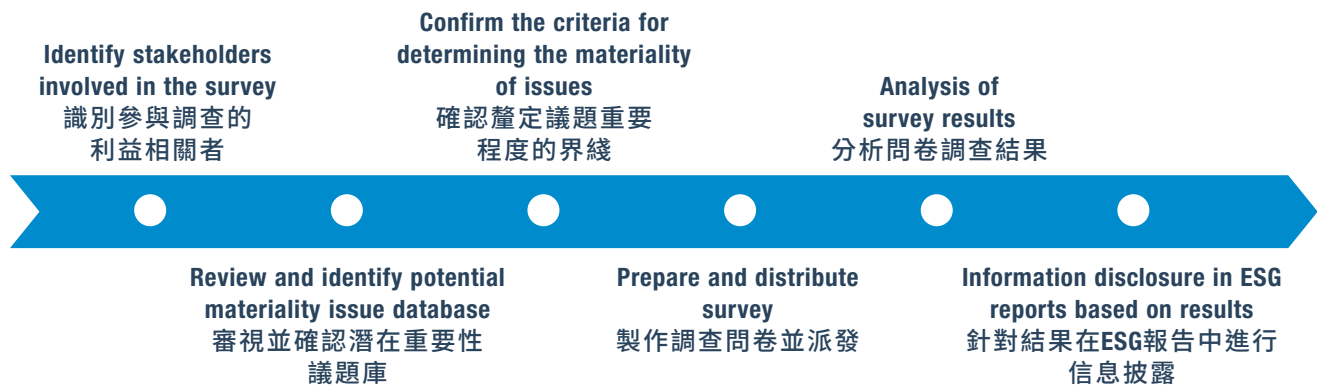 Identify stakeholders
involved in the survey
識別參與調查的
利益相關者
Review and identify potential
materiality issue database
審視並確認潛在重要性
議題庫
Confirm the criteria for
determining the materiality
of issues
確認釐定議題重要
程度的界綫
Prepare and distribute
survey
製作調查問卷並派發
Analysis of
survey results
分析問卷調查結果
Information disclosure in ESG
reports based on results
針對結果在ESG報告中進行
信息披露